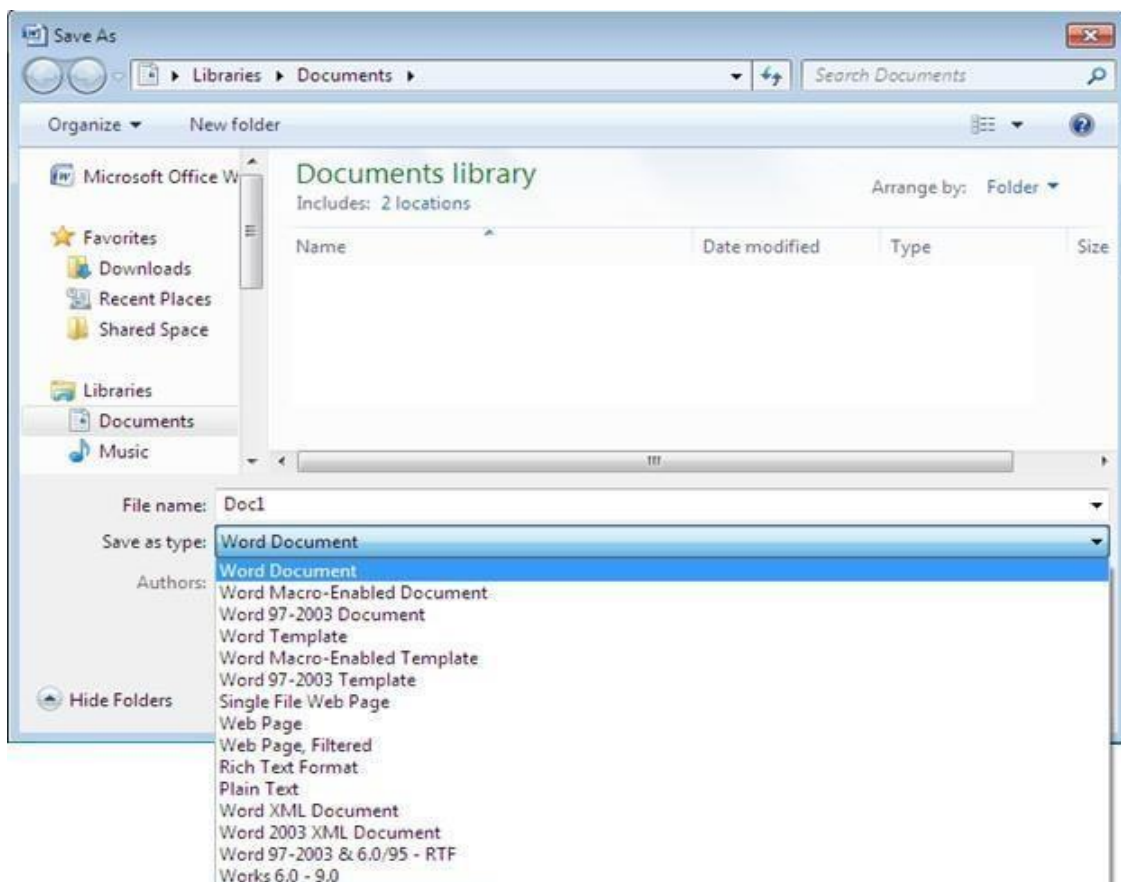 Save As
Libraries Documents
Search Documents
Organize New folder
Microsoft Office W
Documents library
Includes: 2 locations
Arrange by: Folder
Favorites
Downloads
Recent Places
Shared Space
Name Date modified Type Size
Libraries
Documents
Music
File name: Doc1
Save as type: Word Document
Authors:
Word Document
Word Macro-Enabled Document
Word 97-2003 Document
Word Template
Word Macro-Enabled Template
Word 97-2003 Template
Hide Folders
Single File Web Page
Web Page
Web Page, Filtered
Rich Text Format
Plain Text
Word XML Document
Word 2003 XML Document
Word 97-2003 & 6.0/95 - RTF
Works 6.0 - 9.0